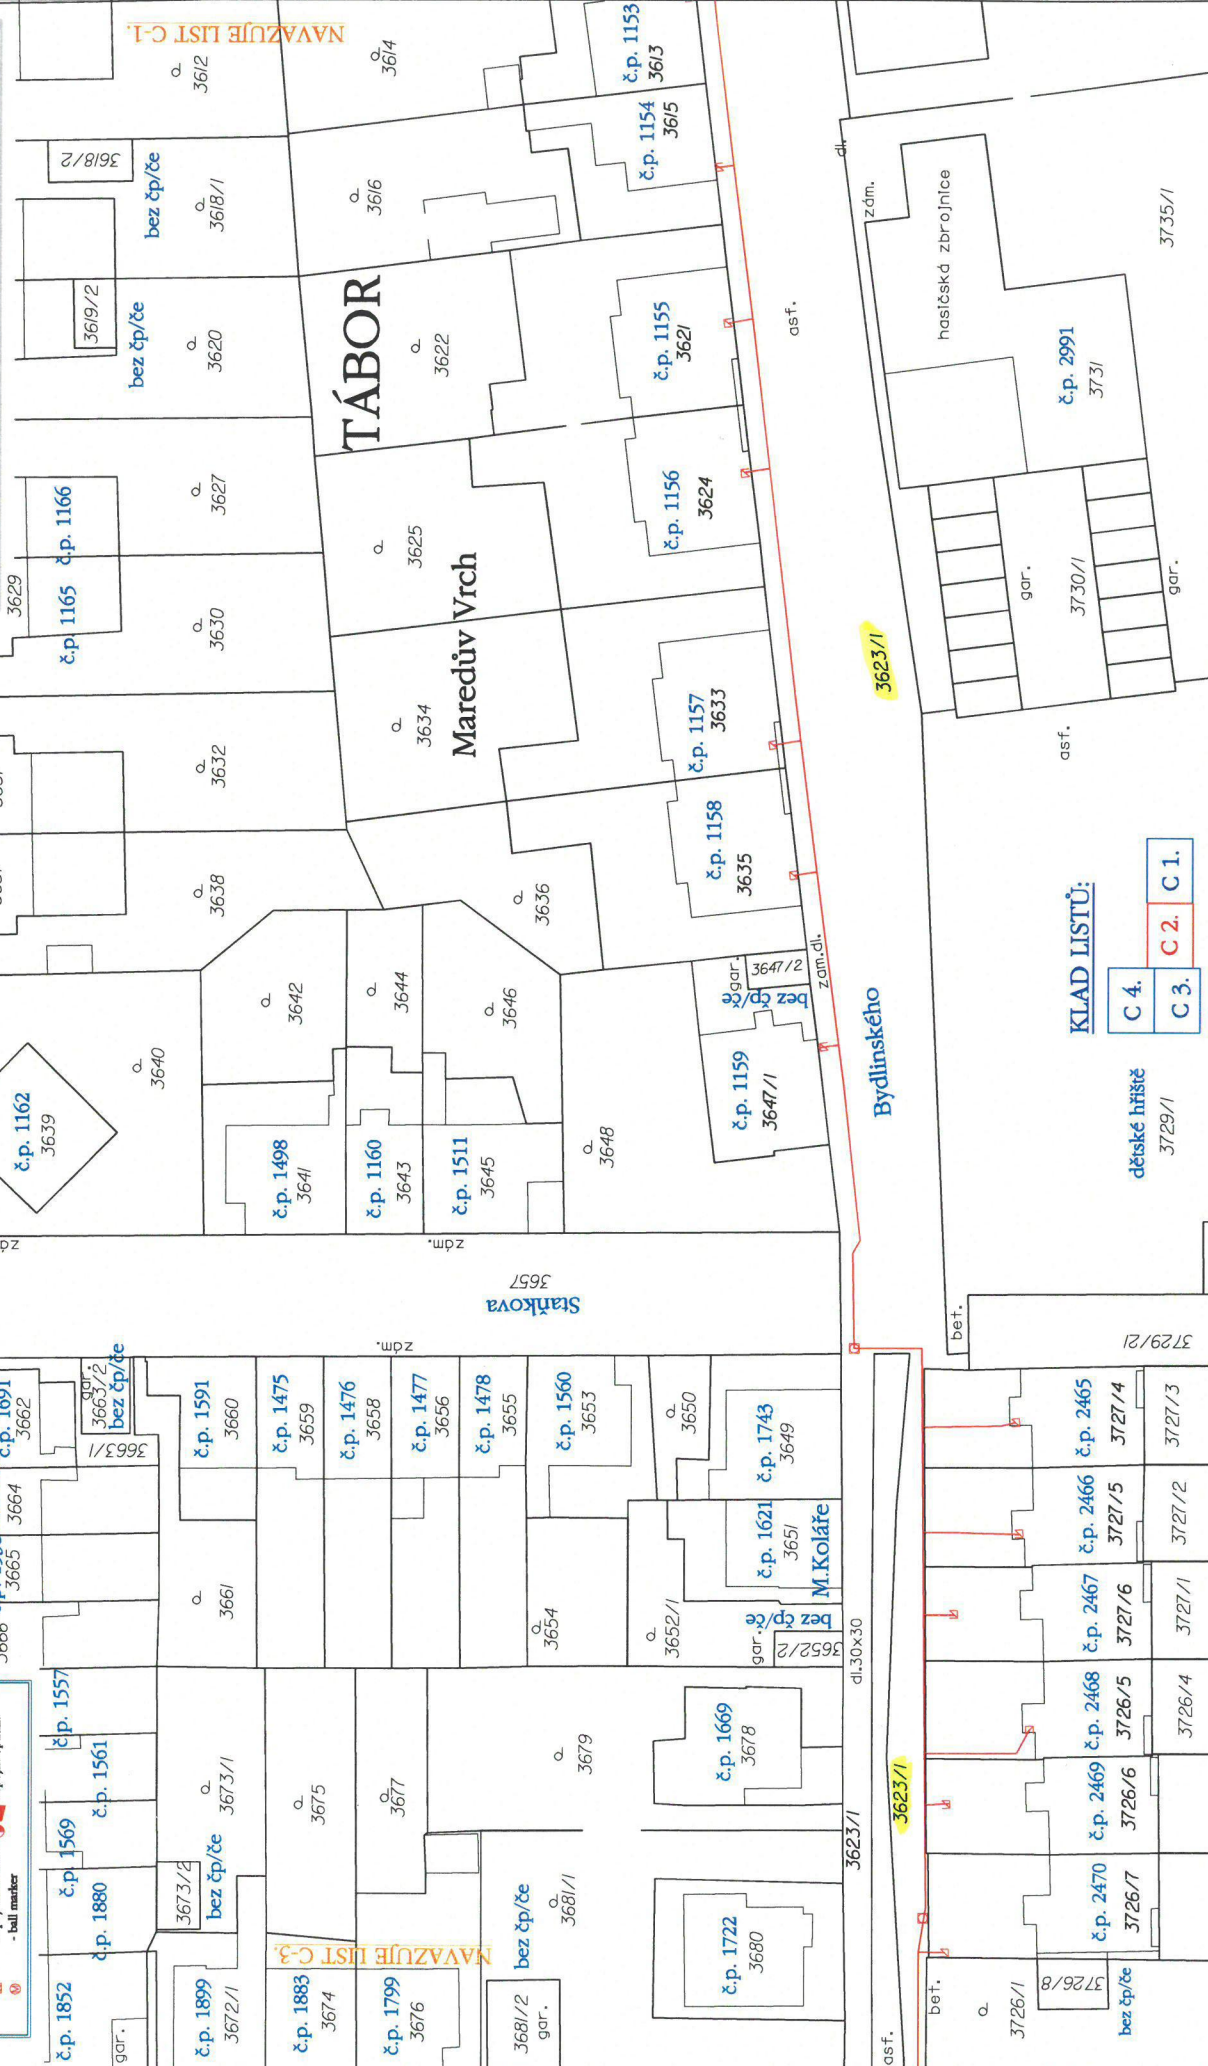 NAVAZUJE LIST C-1.
3612
3614
č.p. 1153
3613
č.p. 1154
3615
3618/2
bez čp/če
3618/1
3616
dl.
zám.
hasičská zbrojnice
3735/1
3619/2
bez čp/če
3620
TÁBOR
3622
č.p. 1155
3621
asf.
č.p. 2991
3731
3629
č.p. 1165
č.p. 1166
3627
3630
3625
Maredův Vrch
č.p. 1156
3624
3623/1
gar.
3730/1
gar.
3632
3634
č.p. 1157
3633
asf.
3638
3636
č.p. 1158
3635
KLAD LISTŮ:
C 4.
C 2.
C 1.
C 3.
3642
3644
3646
gar.
3647/2
bez čp/če
zam.dl.
č.p. 1162
3639
3640
č.p. 1498
3641
č.p. 1160
3643
č.p. 1511
3645
3648
č.p. 1159
3647/1
Bydlinského
dětské hřiště
3729/1
zám.
zám.
3657
Staňkova
zám.
bet.
3729/21
č.p. 1691
3662
gar.
3663/2
bez čp/če
3663/1
č.p. 1591
3660
č.p. 1475
3659
č.p. 1476
3658
č.p. 1477
3656
č.p. 1478
3655
č.p. 1560
3653
3650
č.p. 1743
3649
č.p. 2465
3727/4
3727/3
3664
3665
č.p. 1621
3651
M.Koláře
č.p. 2466
3727/5
3727/2
3661
3654
3652/1
gar.
bez čp/če
3652/2
dl.30x30
č.p. 2467
3727/6
3727/1
č.p. 1557
č.p. 1561
3673/1
3675
3677
3679
č.p. 1669
3678
3623/1
3623/1
č.p. 2468
3726/5
3726/4
č.p. 2469
3726/6
č.p. 1569
č.p. 1880
3673/2
bez čp/če
NAVAZUJE LIST C-3.
bez čp/če
3681/1
č.p. 1722
3680
č.p. 2470
3726/7
- ball marker
č.p. 1852
gar.
č.p. 1899
3672/1
č.p. 1883
3674
č.p. 1799
3676
3681/2
gar.
asf.
bet.
3726/1
3726/8
bez čp/če